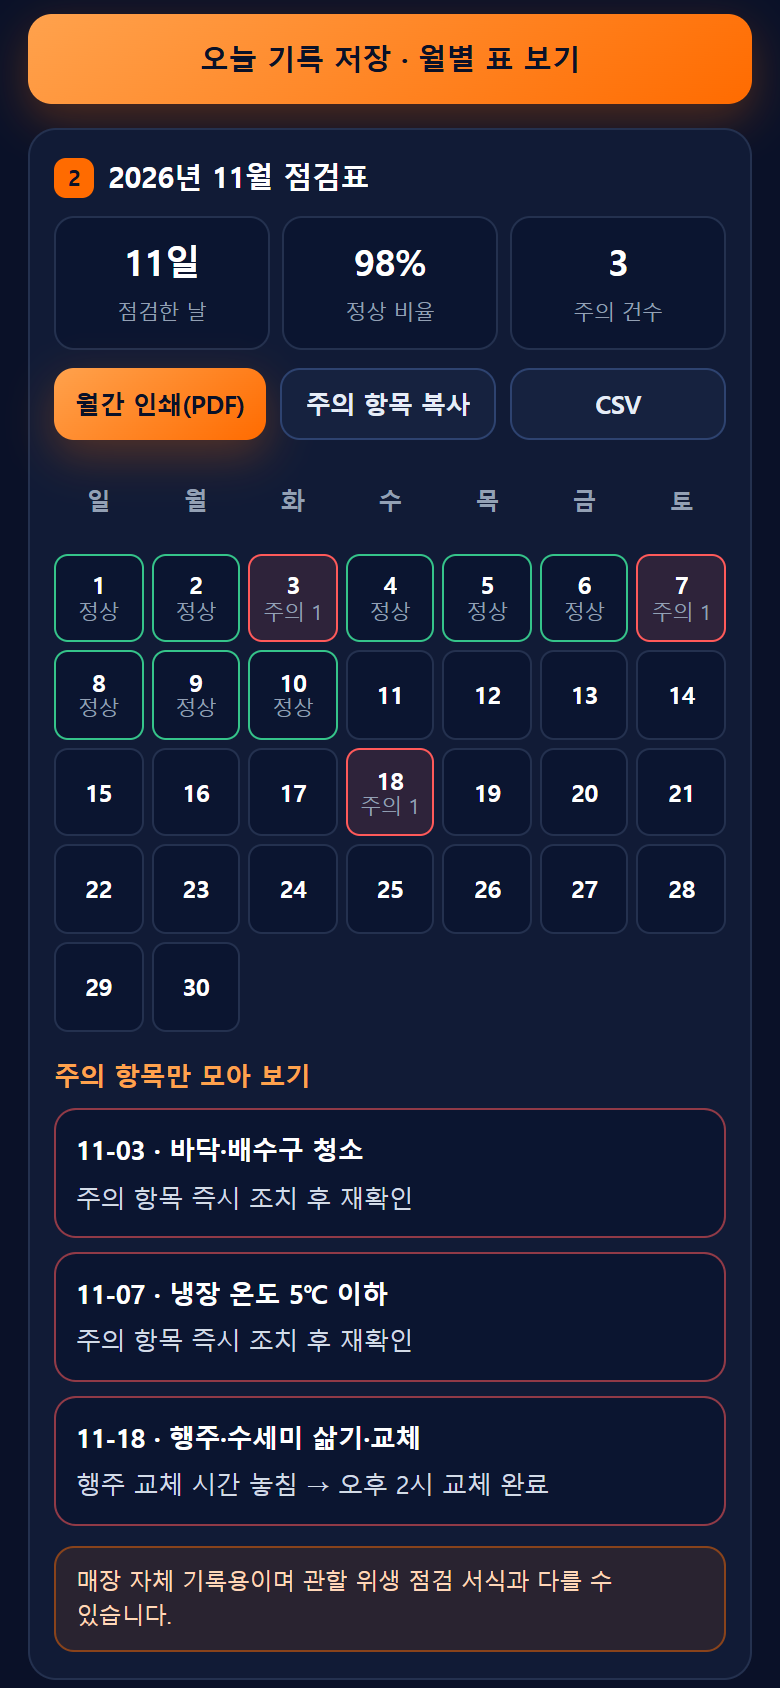 오늘 기록 저장 · 월별 표 보기
2 2026년 11월 점검표
11일 98% 3
점검한 날 정상 비율 주의 건수
월간 인쇄(PDF) 주의 항목 복사 CSV
일 월 화 수 목 금 토
1 2 3 4 5 6 7
정상 정상 주의 1 정상 정상 정상 주의 1
8 9 10 11 12 13 14
정상 정상 정상
15 16 17 18 19 20 21
주의 1
22 23 24 25 26 27 28
29 30
주의 항목만 모아 보기
11-03 · 바닥·배수구 청소
주의 항목 즉시 조치 후 재확인
11-07 · 냉장 온도 5℃ 이하
주의 항목 즉시 조치 후 재확인
11-18 · 행주·수세미 삶기·교체
행주 교체 시간 놓침 → 오후 2시 교체 완료
매장 자체 기록용이며 관할 위생 점검 서식과 다를 수
있습니다.